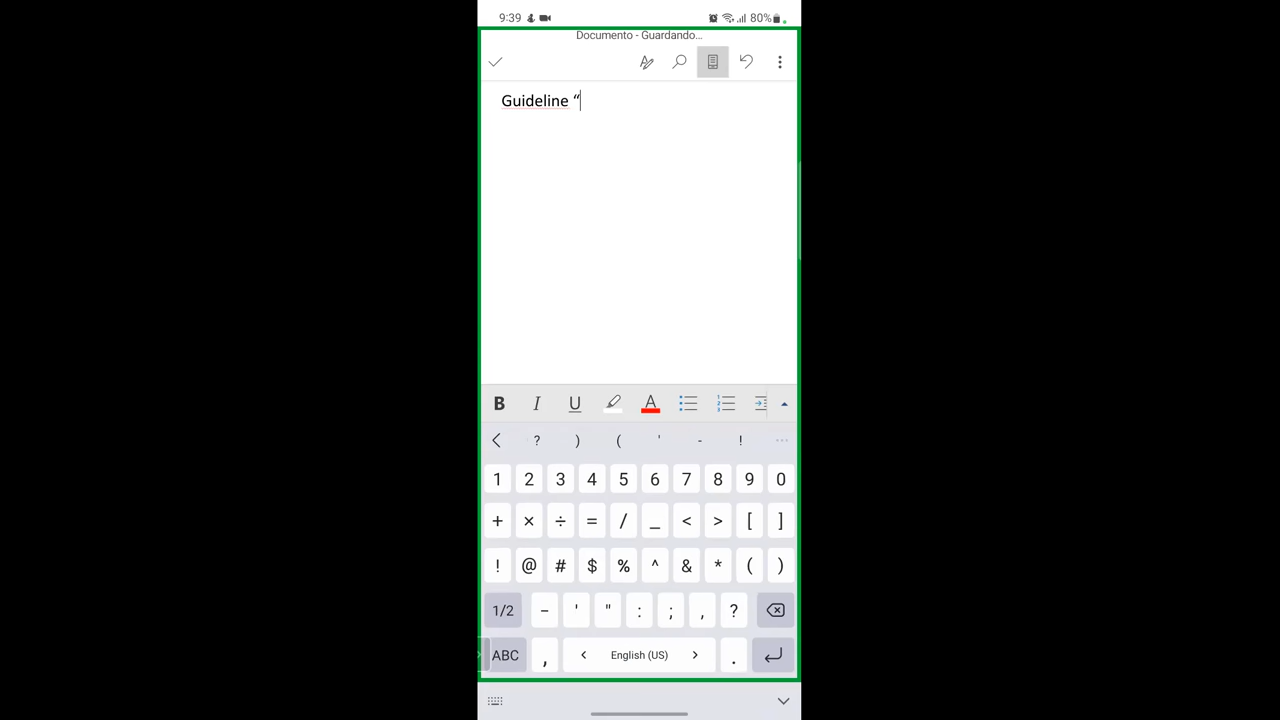 9:39 80%
Documento - Guardando...
Guideline “
B I U A
? ) ( ' - ! ...
1 2 3 4 5 6 7 8 9 0
+ × ÷ = / _ < > [ ]
! @ # $ % ^ & * ( )
1/2 - ' " : ; , ?
ABC , < English (US) > .